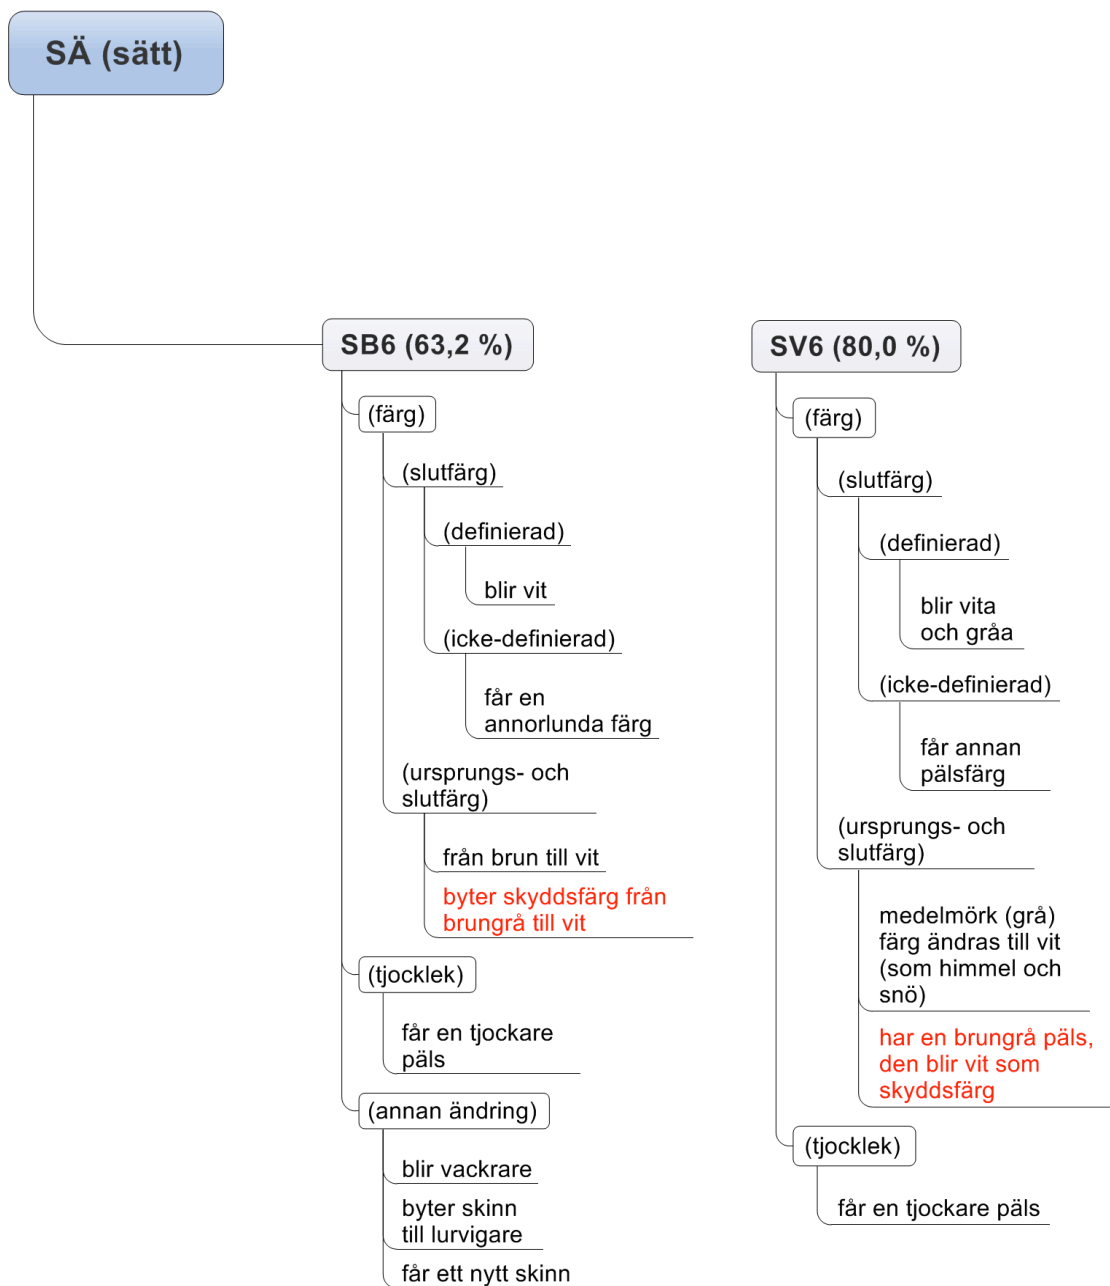 SÄ (sätt)
SB6 (63,2 %)
(färg)
(slutfärg)
(definierad)
blir vit
(icke-definierad)
får en
annorlunda färg
(ursprungs- och
slutfärg)
från brun till vit
byter skyddsfärg från
brungrå till vit
(tjocklek)
får en tjockare
päls
(annan ändring)
blir vackrare
byter skinn
till lurvigare
får ett nytt skinn
SV6 (80,0 %)
(färg)
(slutfärg)
(definierad)
blir vita
och gråa
(icke-definierad)
får annan
pälsfärg
(ursprungs- och
slutfärg)
medelmörk (grå)
färg ändras till vit
(som himmel och
snö)
har en brungrå päls,
den blir vit som
skyddsfärg
(tjocklek)
får en tjockare päls